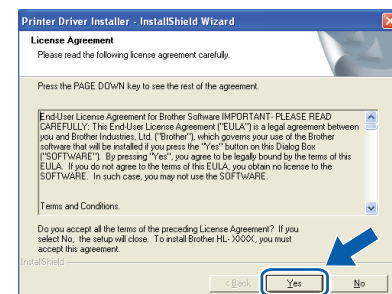 Printer Driver Installer - InstallShield Wizard
License Agreement
Please read the following license agreement carefully.
Press the PAGE DOWN key to see the rest of the agreement.
End-User License Agreement for Brother Software IMPORTANT- PLEASE READ
CAREFULLY: This End-User License Agreement ("EULA") is a legal agreement between
you and Brother Industries, Ltd. ("Brother"), which governs your use of the Brother
software that will be installed if you press the "Yes" button on this Dialog Box
("SOFTWARE"). By pressing "Yes", you agree to be legally bound by the terms of this
EULA. If you do not agree to the terms of this EULA, you obtain no license to the
SOFTWARE. In such case, you may not use the SOFTWARE.
Terms and Conditions.
Do you accept all the terms of the preceding License Agreement? If you
select No, the setup will close. To install Brother HL- XXXX, you must
accept this agreement.
InstallShield
< Back
Yes
No